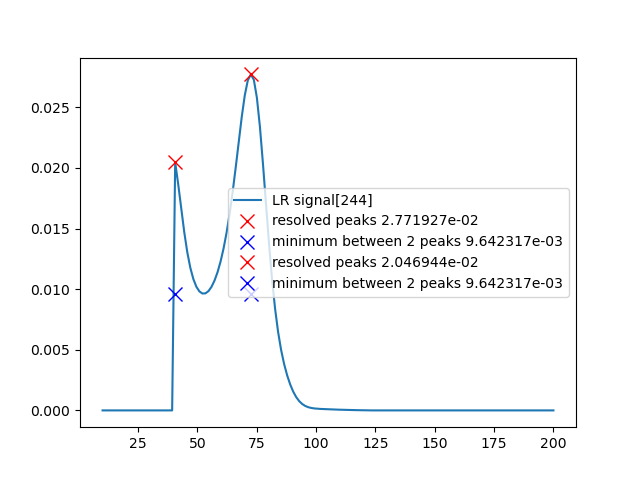 0.025
0.020
0.015
0.010
0.005
0.000
LR signal[244]
resolved peaks 2.771927e-02
minimum between 2 peaks 9.642317e-03
resolved peaks 2.046944e-02
minimum between 2 peaks 9.642317e-03
25 50 75 100 125 150 175 200